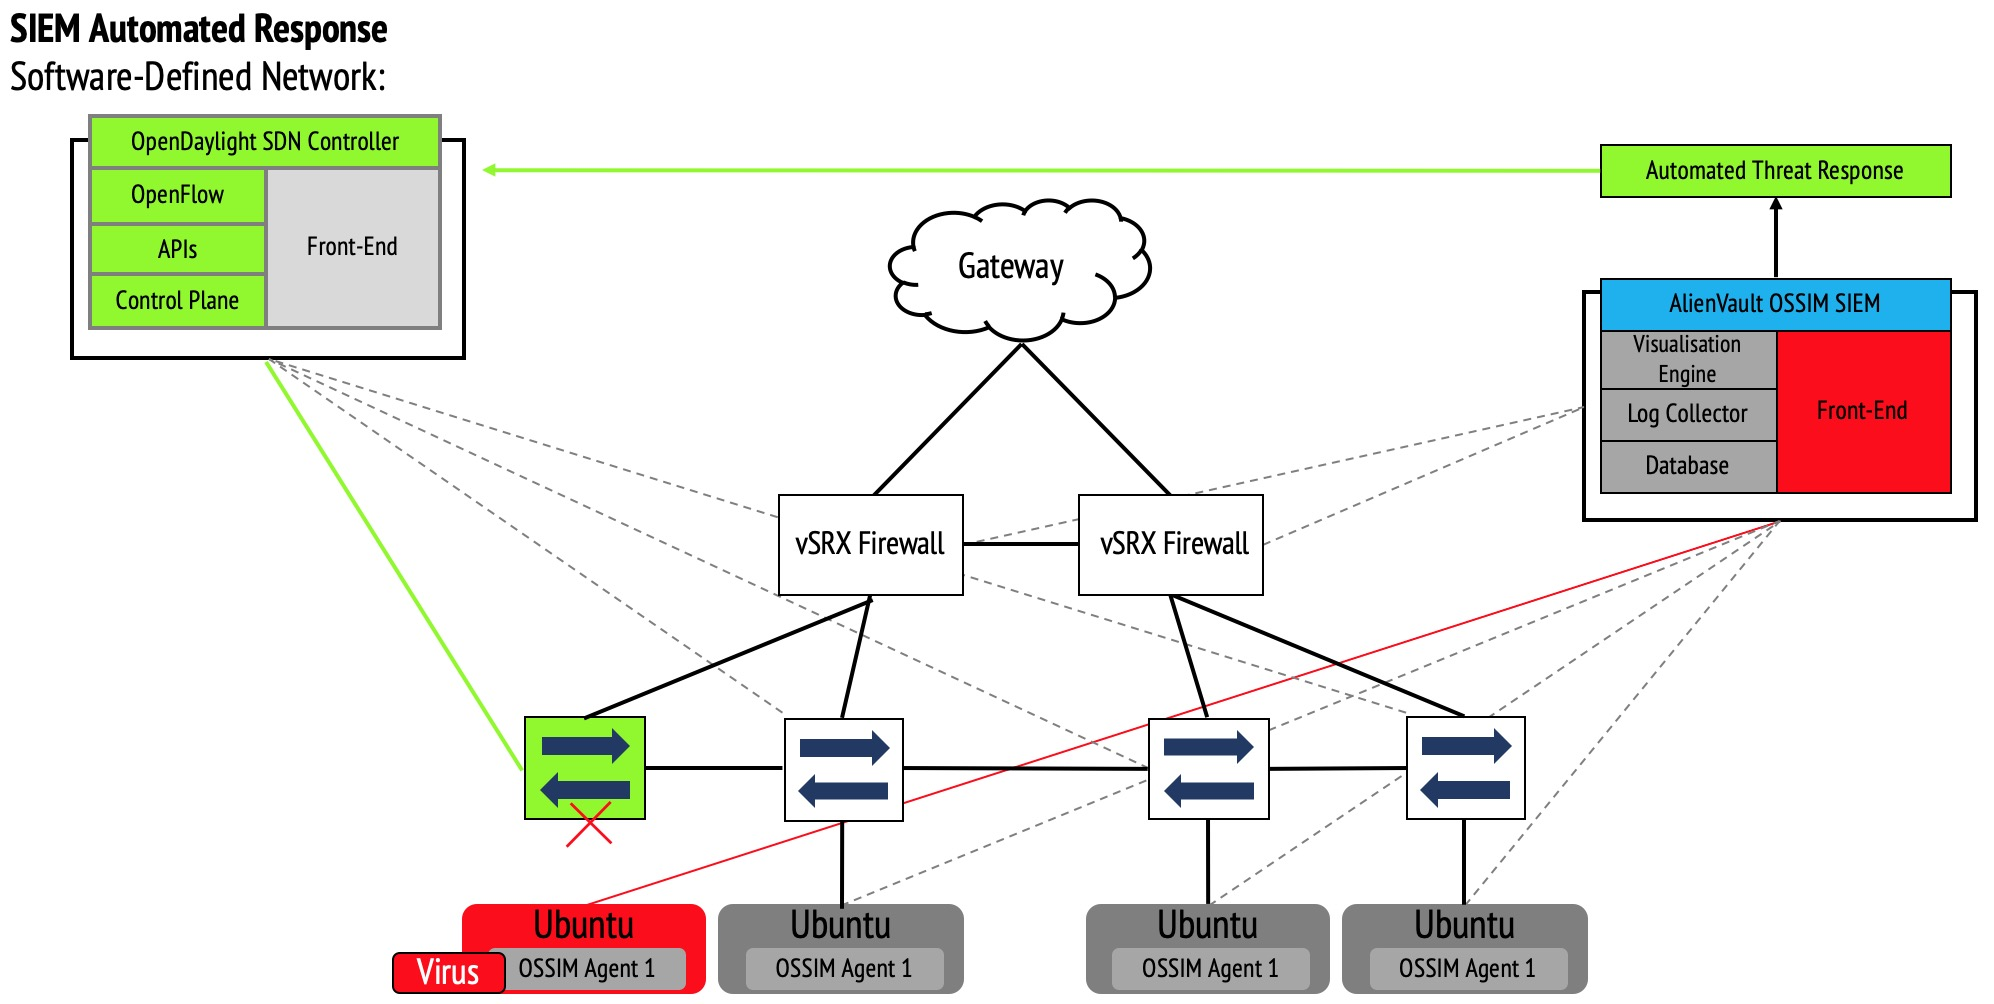 SIEM Automated Response
Software-Defined Network:
OpenDaylight SDN Controller
OpenFlow
APIs
Control Plane
Front-End
Automated Threat Response
Gateway
AlienVault OSSIM SIEM
Visualisation
Engine
Log Collector
Database
Front-End
vSRX Firewall
vSRX Firewall
Ubuntu
OSSIM Agent 1
Virus
Ubuntu
OSSIM Agent 1
Ubuntu
OSSIM Agent 1
Ubuntu
OSSIM Agent 1